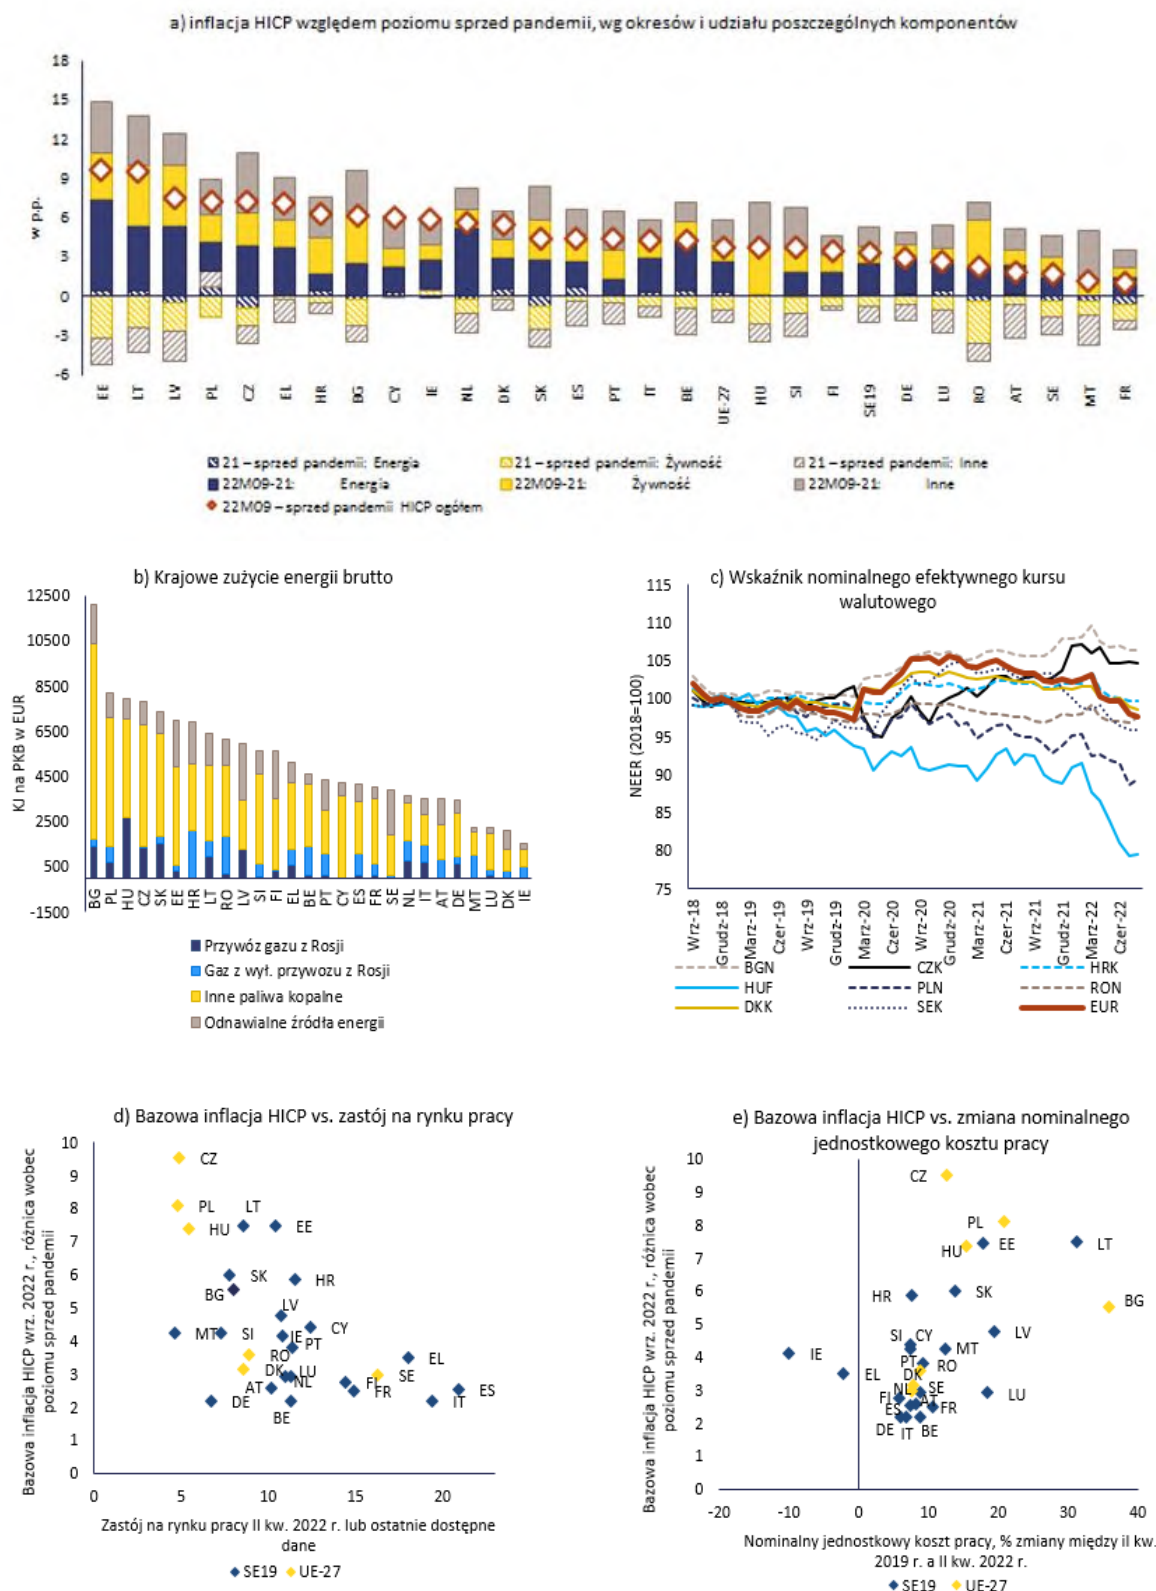 a) inflacja HICP względem poziomu sprzed pandemii, wg okresów i udziału poszczególnych komponentów
18
15
12
9
6
3
0
-3
-6
w p.p.
EE LT LV PL CZ EL HR BG CY IE NL DK SK ES PT IT BE UE-27 HU SI FI SE19 DE LU RO AT SE MT FR
21 – sprzed pandemii: Energia
21 – sprzed pandemii: Żywność
21 – sprzed pandemii: Inne
22M09-21: Energia
22M09-21: Żywność
22M09-21: Inne
22M09 – sprzed pandemii HICP ogółem
b) Krajowe zużycie energii brutto
12500
10500
8500
6500
4500
2500
500
-1500
KJ na PKB w EUR
BG PL HU CZ SK EE HR LT RO LV SI FI EL BE PT CY ES FR SE NL IT AT DE MT LU DK IE
Przywóz gazu z Rosji
Gaz z wył. przywozu z Rosji
Inne paliwa kopalne
Odnawialne źródła energii
c) Wskaźnik nominalnego efektywnego kursu
walutowego
115
110
105
100
95
90
85
80
75
NEER (2018=100)
Wrz-18 Grudz-18 Marz-19 Czer-19 Wrz-19 Grudz-19 Marz-20 Czer-20 Wrz-20 Grudz-20 Marz-21 Czer-21 Wrz-21 Grudz-21 Marz-22 Czer-22
BGN CZK HRK
HUF PLN RON
DKK SEK EUR
d) Bazowa inflacja HICP vs. zastój na rynku pracy
Bazowa inflacja HICP wrz. 2022 r., różnica wobec
poziomu sprzed pandemii
10
9
8
7
6
5
4
3
2
1
0
CZ
PL LT
HU EE
SK HR
BG
LV
CY
MT SI IE
PT
RO EL
DK LU SE
AT NL FI FR ES
DE BE IT
0 5 10 15 20
Zastój na rynku pracy II kw. 2022 r. lub ostatnie dostępne
dane
SE19 UE-27
e) Bazowa inflacja HICP vs. zmiana nominalnego
jednostkowego kosztu pracy
Bazowa inflacja HICP wrz. 2022 r., różnica wobec
poziomu sprzed pandemii
10
9
8
7
6
5
4
3
2
1
0
CZ
PL
HU EE LT
HR SK
BG
SI CY LV
IE MT
PT RO
EL DK
NL SE LU
FI AT
ES FR
DE IT BE
-20 -10 0 10 20 30 40
Nominalny jednostkowy koszt pracy, % zmiany między iI kw.
2019 r. a II kw. 2022 r.
SE19 UE-27